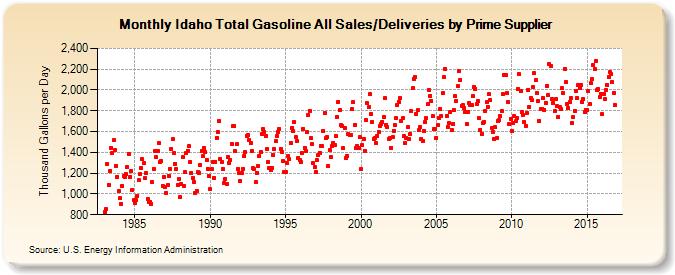 Monthly Idaho Total Gasoline All Sales/Deliveries by Prime Supplier
Thousand Gallons per Day
2,400
2,200
2,000
1,800
1,600
1,400
1,200
1,000
800
1985 1990 1995 2000 2005 2010 2015
Source: U.S. Energy Information Administration